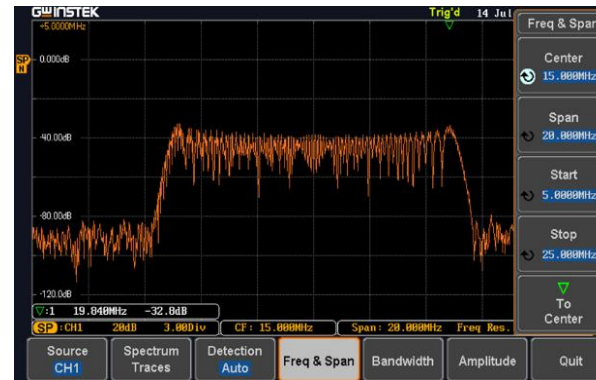 GWINSTEK
Trig'd 14 Jul
+5.0000MHz
SP
M
0.000dB
-40.00dB
-80.00dB
-120.0dB
▽:1 19.840MHz -32.0dB
SP :CH1 20dB 3.00Div CF: 15.000MHz Span: 20.000MHz Freq Res.
Freq & Span
Center
15.000MHz
Span
20.000MHz
Start
5.0000MHz
Stop
25.000MHz
▽
To
Center
Source
CH1
Spectrum
Traces
Detection
Auto
Freq & Span
Bandwidth
Amplitude
Quit